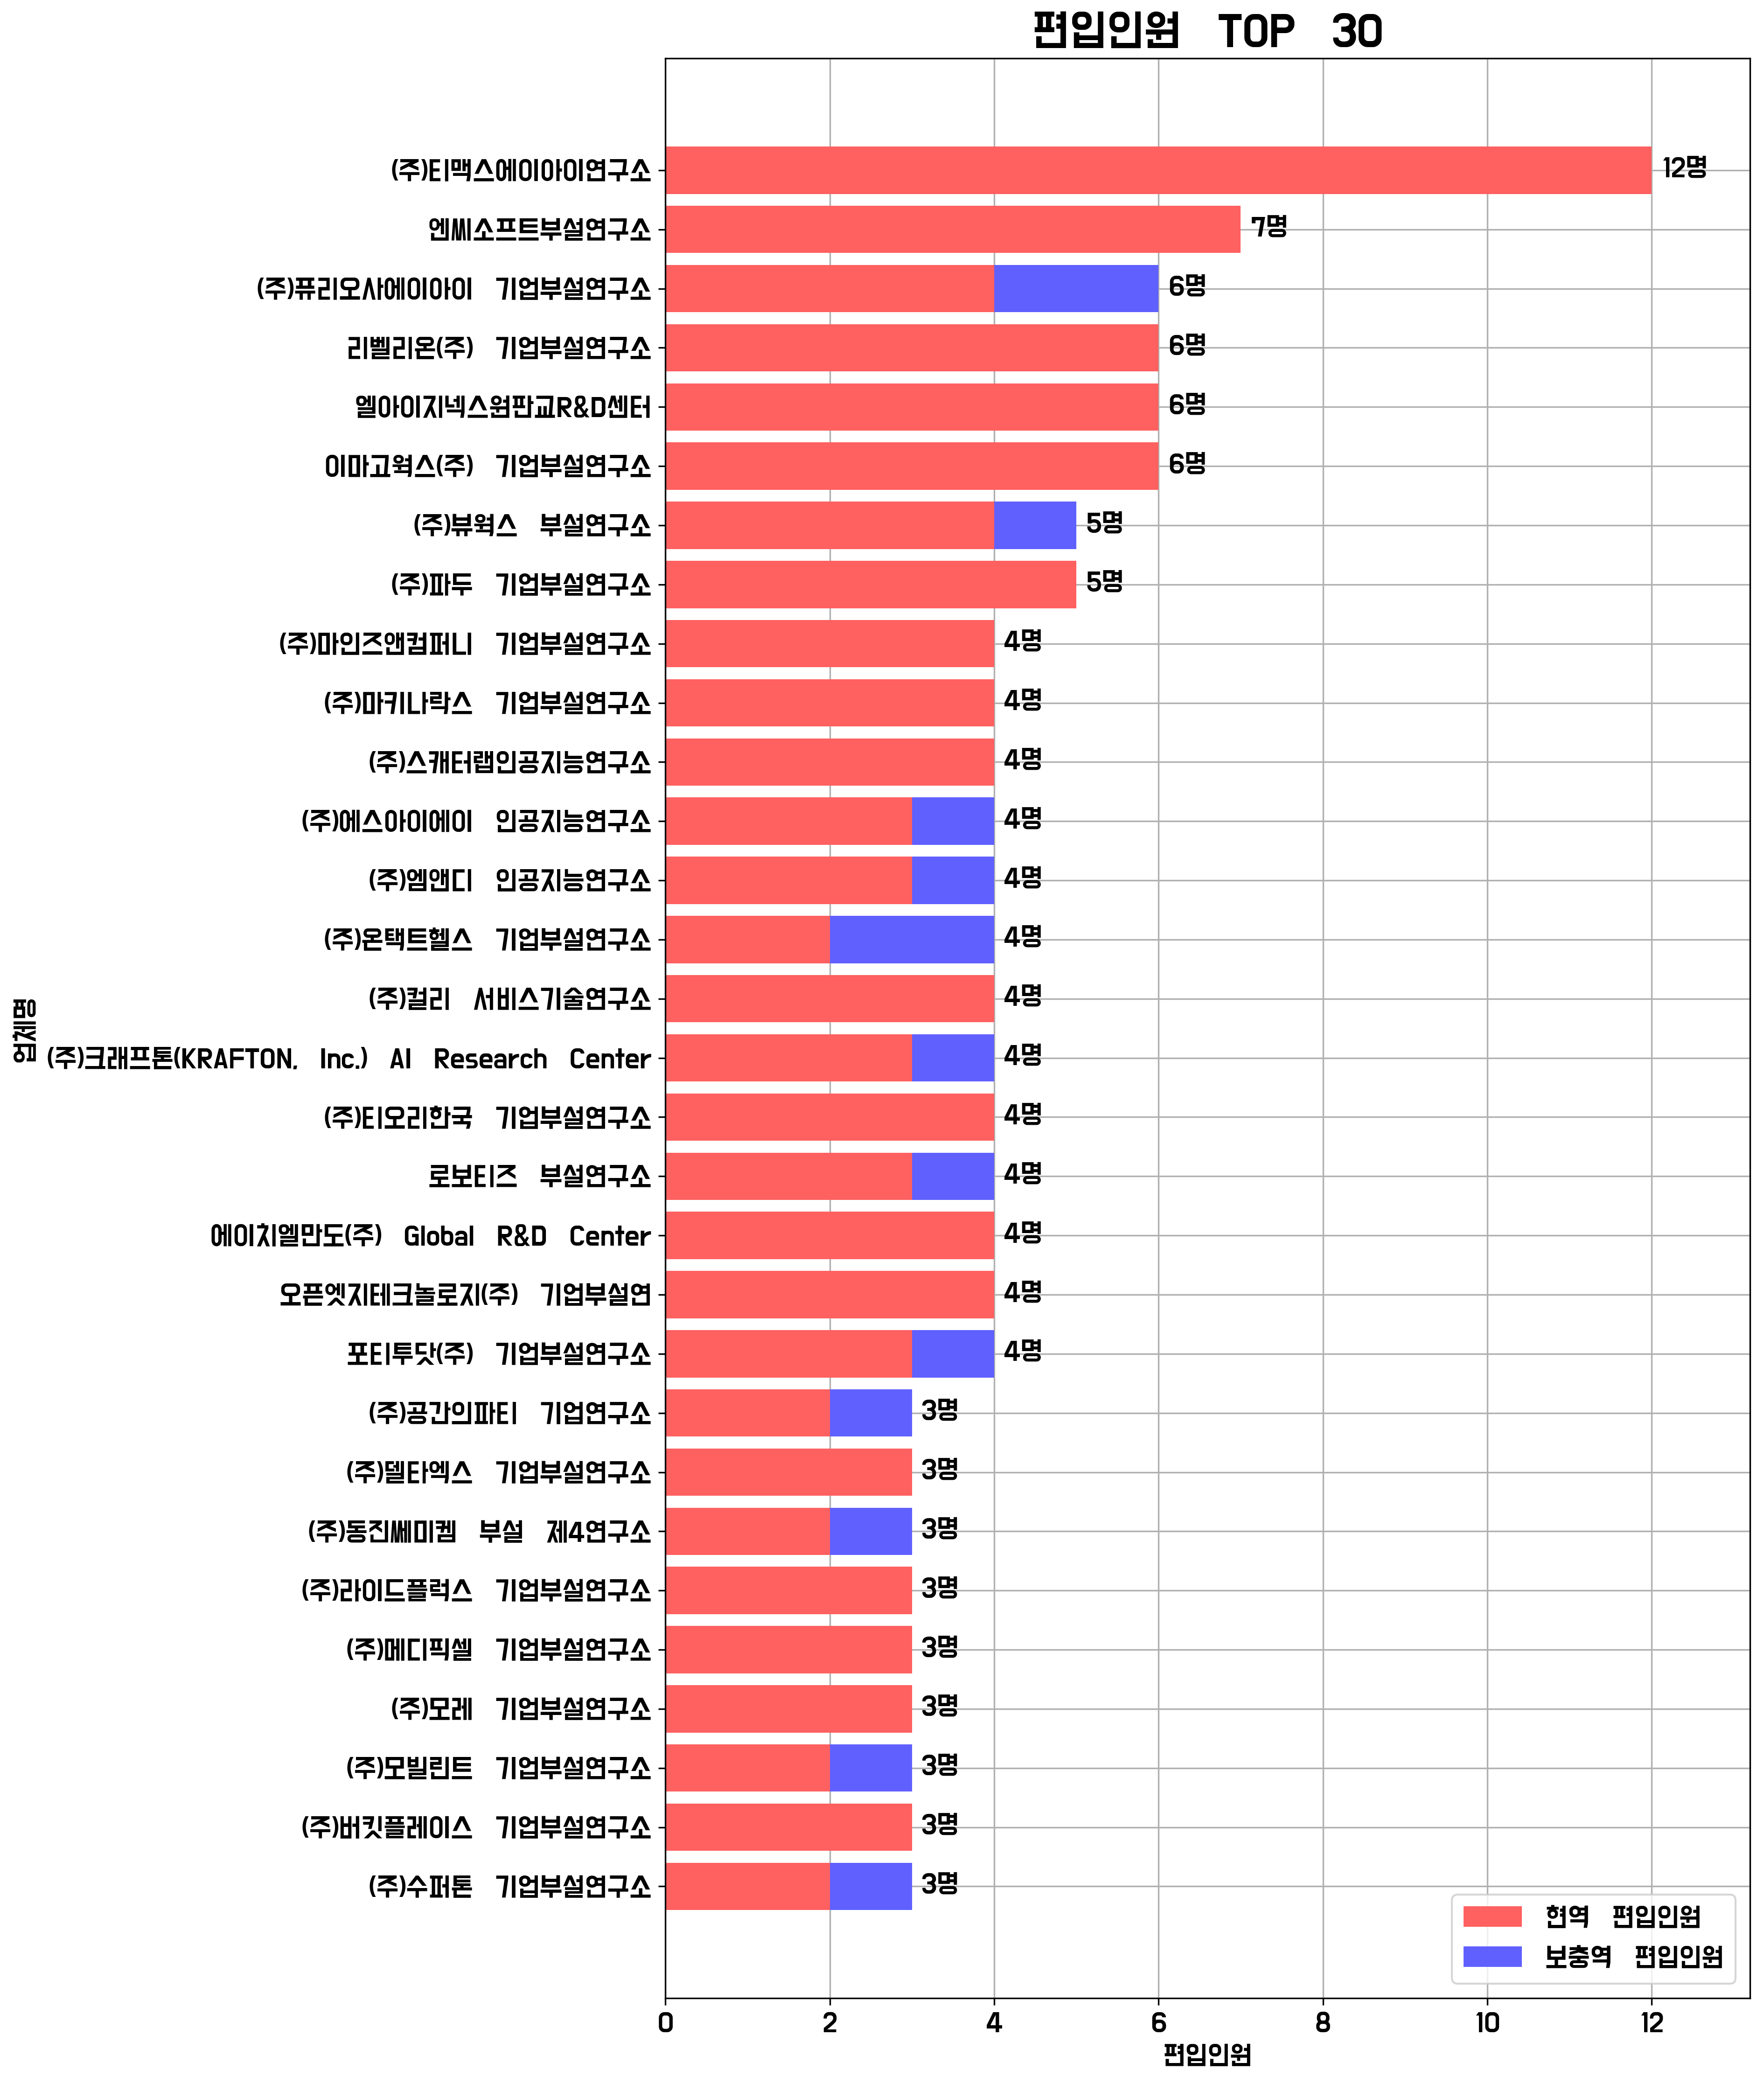 편입인원 TOP 30
(주)티맥스에이아이연구소 12명
엔씨소프트부설연구소 7명
(주)퓨리오사에이아이 기업부설연구소 6명
리벨리온(주) 기업부설연구소 6명
엘아이지넥스원판교R&D센터 6명
이마고웍스(주) 기업부설연구소 6명
(주)뷰웍스 부설연구소 5명
(주)파두 기업부설연구소 5명
(주)마인즈앤컴퍼니 기업부설연구소 4명
(주)마키나락스 기업부설연구소 4명
(주)스캐터랩인공지능연구소 4명
(주)에스아이에이 인공지능연구소 4명
(주)엠앤디 인공지능연구소 4명
(주)온택트헬스 기업부설연구소 4명
(주)컬리 서비스기술연구소 4명
(주)크래프톤(KRAFTON, Inc.) AI Research Center 4명
(주)티오리한국 기업부설연구소 4명
로보티즈 부설연구소 4명
에이치엘만도(주) Global R&D Center 4명
오픈엣지테크놀로지(주) 기업부설연 4명
포티투닷(주) 기업부설연구소 4명
(주)공간의파티 기업연구소 3명
(주)델타엑스 기업부설연구소 3명
(주)동진쎄미켐 부설 제4연구소 3명
(주)라이드플럭스 기업부설연구소 3명
(주)메디픽셀 기업부설연구소 3명
(주)모레 기업부설연구소 3명
(주)모빌린트 기업부설연구소 3명
(주)버킷플레이스 기업부설연구소 3명
(주)수퍼톤 기업부설연구소 3명
업체명
현역 편입인원
보충역 편입인원
0 2 4 6 8 10 12
편입인원